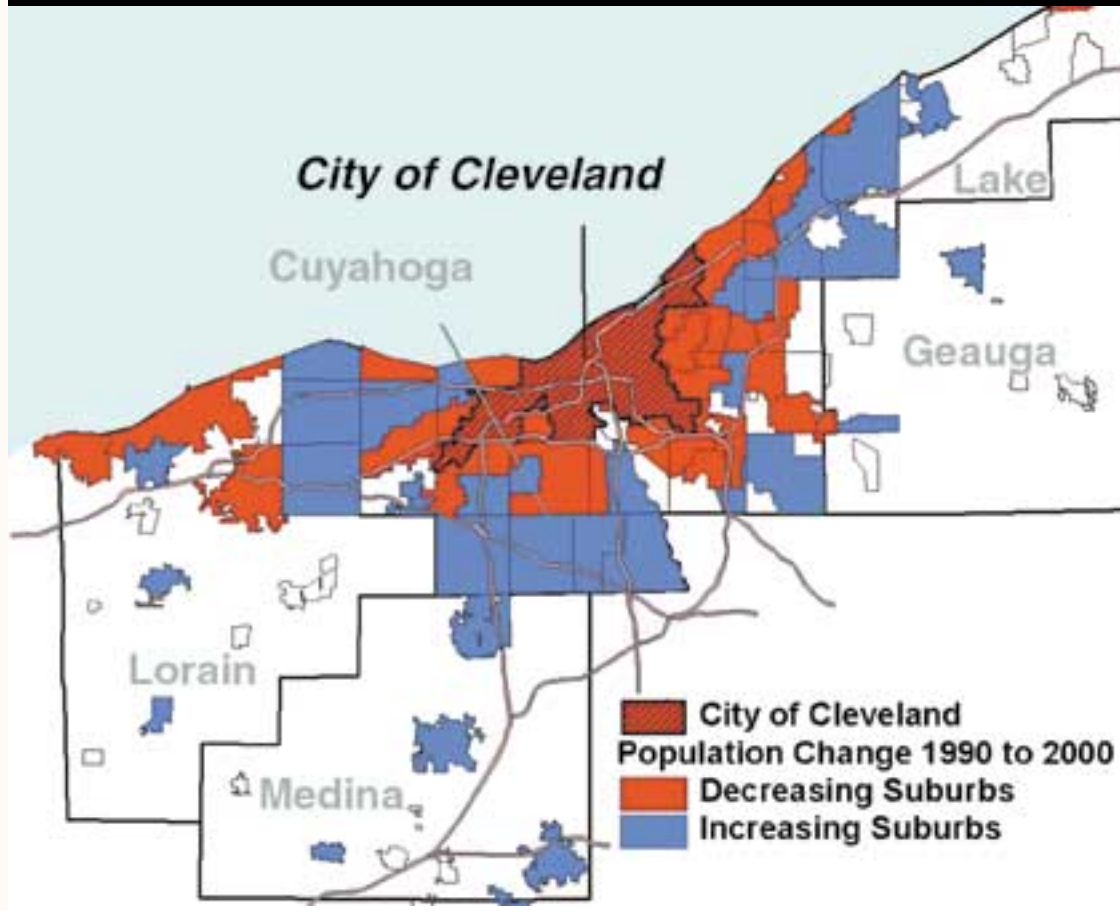 City of Cleveland
Lake
Cuyahoga
Geauga
Lorain
Medina
City of Cleveland
Population Change 1990 to 2000
Decreasing Suburbs
Increasing Suburbs